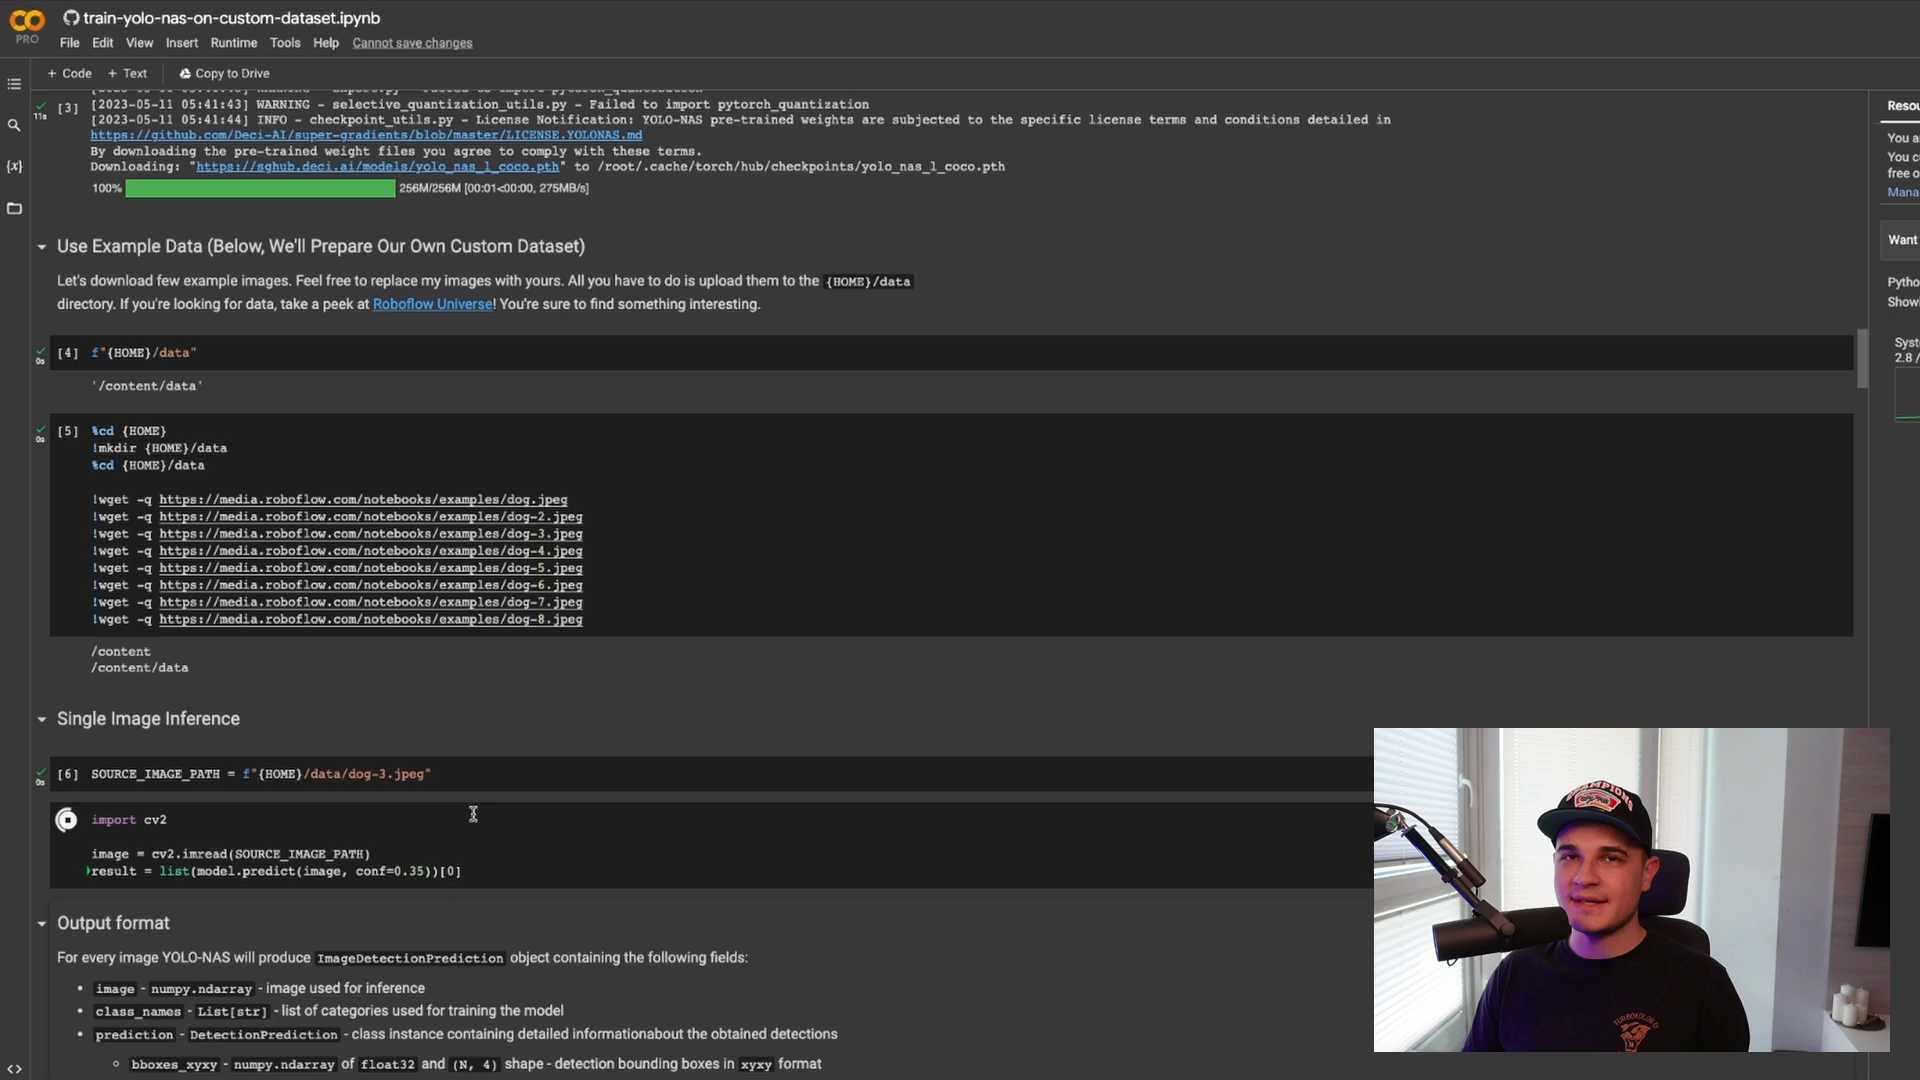 train-yolo-nas-on-custom-dataset.ipynb
PRO
File Edit View Insert Runtime Tools Help Cannot save changes
+ Code + Text Copy to Drive
[3]
11s
[2023-05-11 05:41:43] WARNING - selective_quantization_utils.py - Failed to import pytorch_quantization
[2023-05-11 05:41:44] INFO - checkpoint_utils.py - License Notification: YOLO-NAS pre-trained weights are subjected to the specific license terms and conditions detailed in
https://github.com/Deci-AI/super-gradients/blob/master/LICENSE.YOLONAS.md
By downloading the pre-trained weight files you agree to comply with these terms.
Downloading: "https://sghub.deci.ai/models/yolo_nas_l_coco.pth" to /root/.cache/torch/hub/checkpoints/yolo_nas_l_coco.pth
100% 256M/256M [00:01<00:00, 275MB/s]
Use Example Data (Below, We'll Prepare Our Own Custom Dataset)
Let's download few example images. Feel free to replace my images with yours. All you have to do is upload them to the {HOME}/data
directory. If you're looking for data, take a peek at Roboflow Universe! You're sure to find something interesting.
0s
[4] f"{HOME}/data"
'/content/data'
0s
[5] %cd {HOME}
!mkdir {HOME}/data
%cd {HOME}/data
!wget -q https://media.roboflow.com/notebooks/examples/dog.jpeg
!wget -q https://media.roboflow.com/notebooks/examples/dog-2.jpeg
!wget -q https://media.roboflow.com/notebooks/examples/dog-3.jpeg
!wget -q https://media.roboflow.com/notebooks/examples/dog-4.jpeg
!wget -q https://media.roboflow.com/notebooks/examples/dog-5.jpeg
!wget -q https://media.roboflow.com/notebooks/examples/dog-6.jpeg
!wget -q https://media.roboflow.com/notebooks/examples/dog-7.jpeg
!wget -q https://media.roboflow.com/notebooks/examples/dog-8.jpeg
/content
/content/data
Single Image Inference
0s
[6] SOURCE_IMAGE_PATH = f"{HOME}/data/dog-3.jpeg"
import cv2
image = cv2.imread(SOURCE_IMAGE_PATH)
result = list(model.predict(image, conf=0.35))[0]
Output format
For every image YOLO-NAS will produce ImageDetectionPrediction object containing the following fields:
• image - numpy.ndarray - image used for inference
• class_names - List[str] - list of categories used for training the model
• prediction - DetectionPrediction - class instance containing detailed informationabout the obtained detections
◦ bboxes_xyxy - numpy.ndarray of float32 and (N, 4) shape - detection bounding boxes in xyxy format
Resou
You a
You c
free o
Mana
Want
Pytho
Showi
Syst
2.8 /
CHAMPIONS